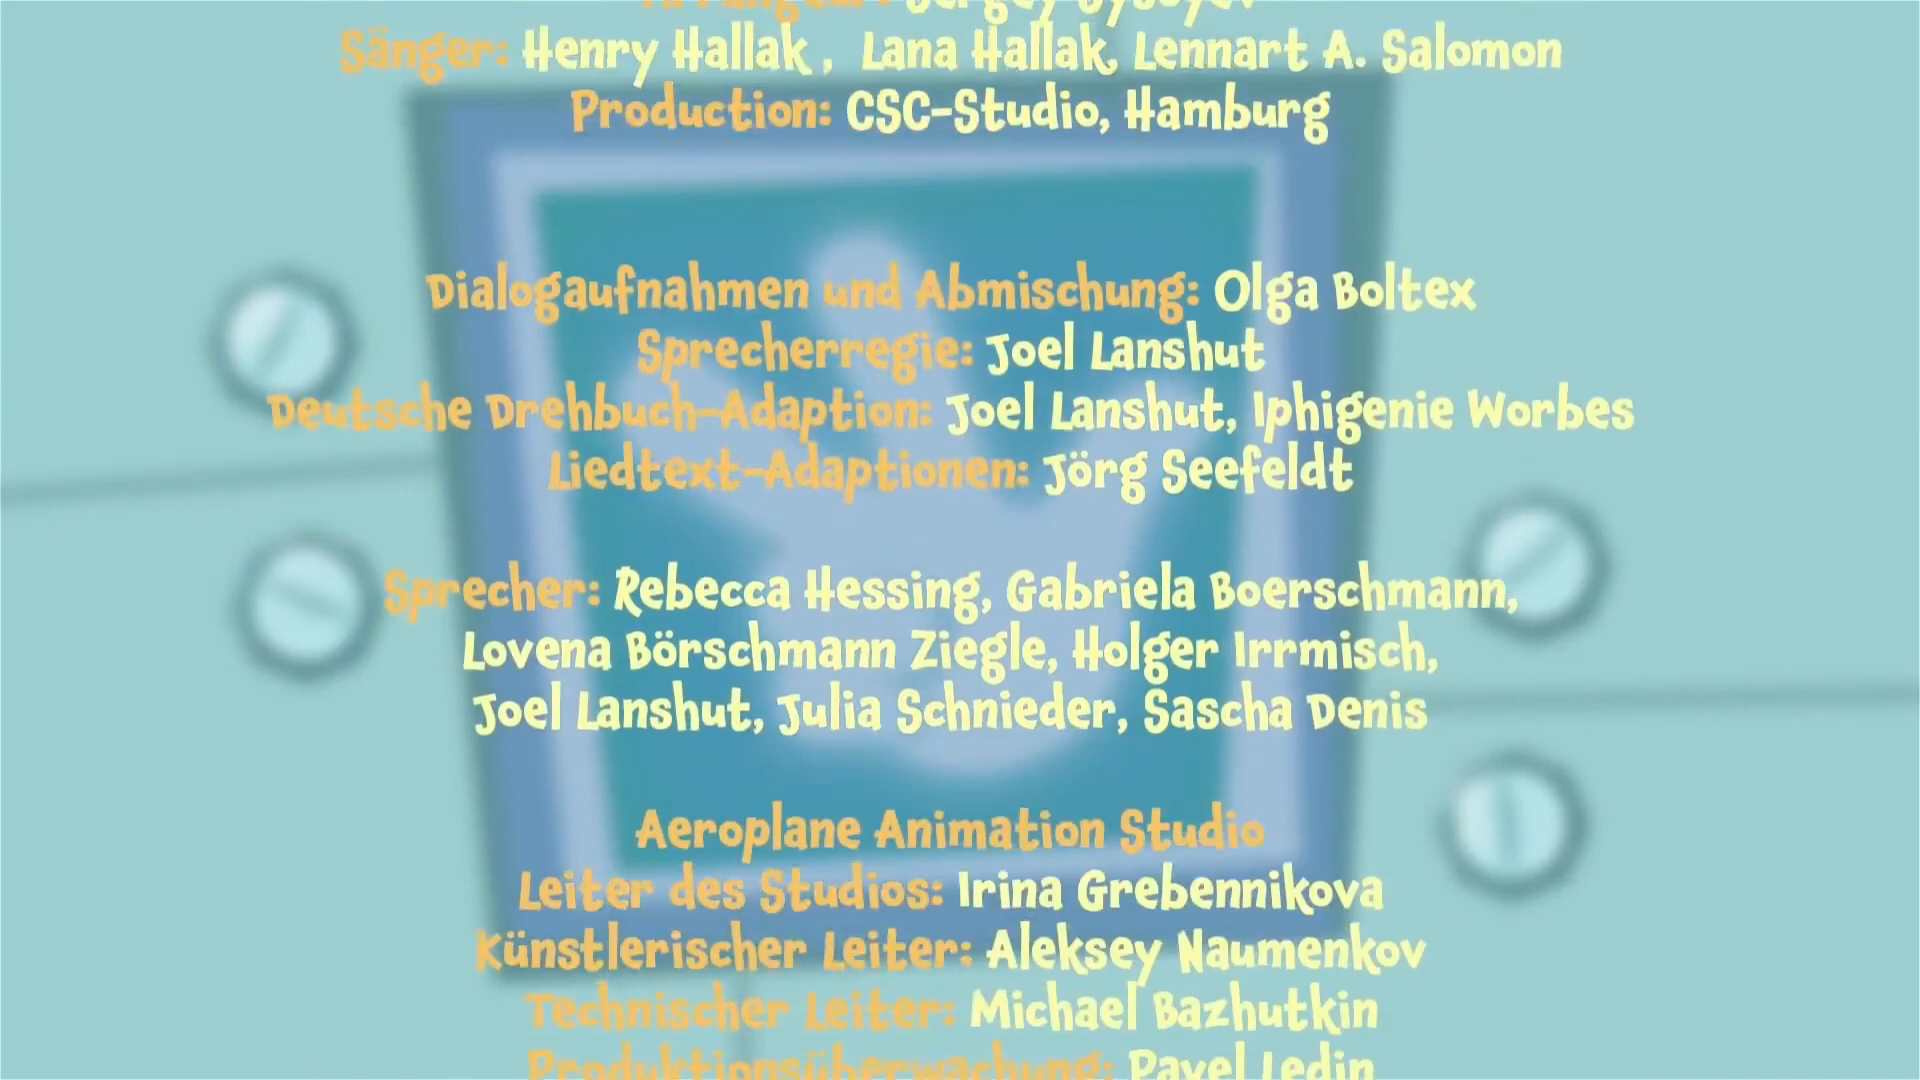 Sänger: Henry Hallak, Lana Hallak, Lennart A. Salomon
Production: CSC-Studio, Hamburg
Dialogaufnahmen und Abmischung: Olga Boltex
Sprecherregie: Joel Lanshut
Deutsche Drehbuch-Adaption: Joel Lanshut, Iphigenie Worbes
Liedtext-Adaptionen: Jörg Seefeldt
Sprecher: Rebecca Hessing, Gabriela Boerschmann,
Lovena Börschmann Ziegle, Holger Irrmisch,
Joel Lanshut, Julia Schnieder, Sascha Denis
Aeroplane Animation Studio
Leiter des Studios: Irina Grebennikova
Künstlerischer Leiter: Aleksey Naumenkov
Technischer Leiter: Michael Bazhutkin
Produktionsüberwachung: Pavel Ledin